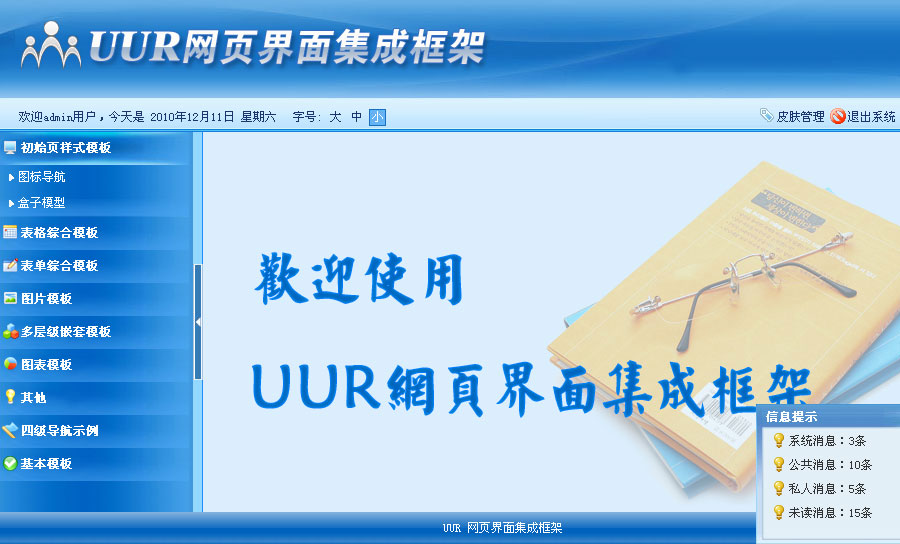 UUR网页界面集成框架
欢迎admin用户，今天是 2010年12月11日 星期六 字号: 大 中 小 皮肤管理 退出系统
初始页样式模板
图标导航
盒子模型
表格综合模板
表单综合模板
图片模板
多层级嵌套模板
图表模板
其他
四级导航示例
基本模板
歡迎使用
UUR網頁界面集成框架
信息提示
系统消息：3条
公共消息：10条
私人消息：5条
未读消息：15条
UUR 网页界面集成框架